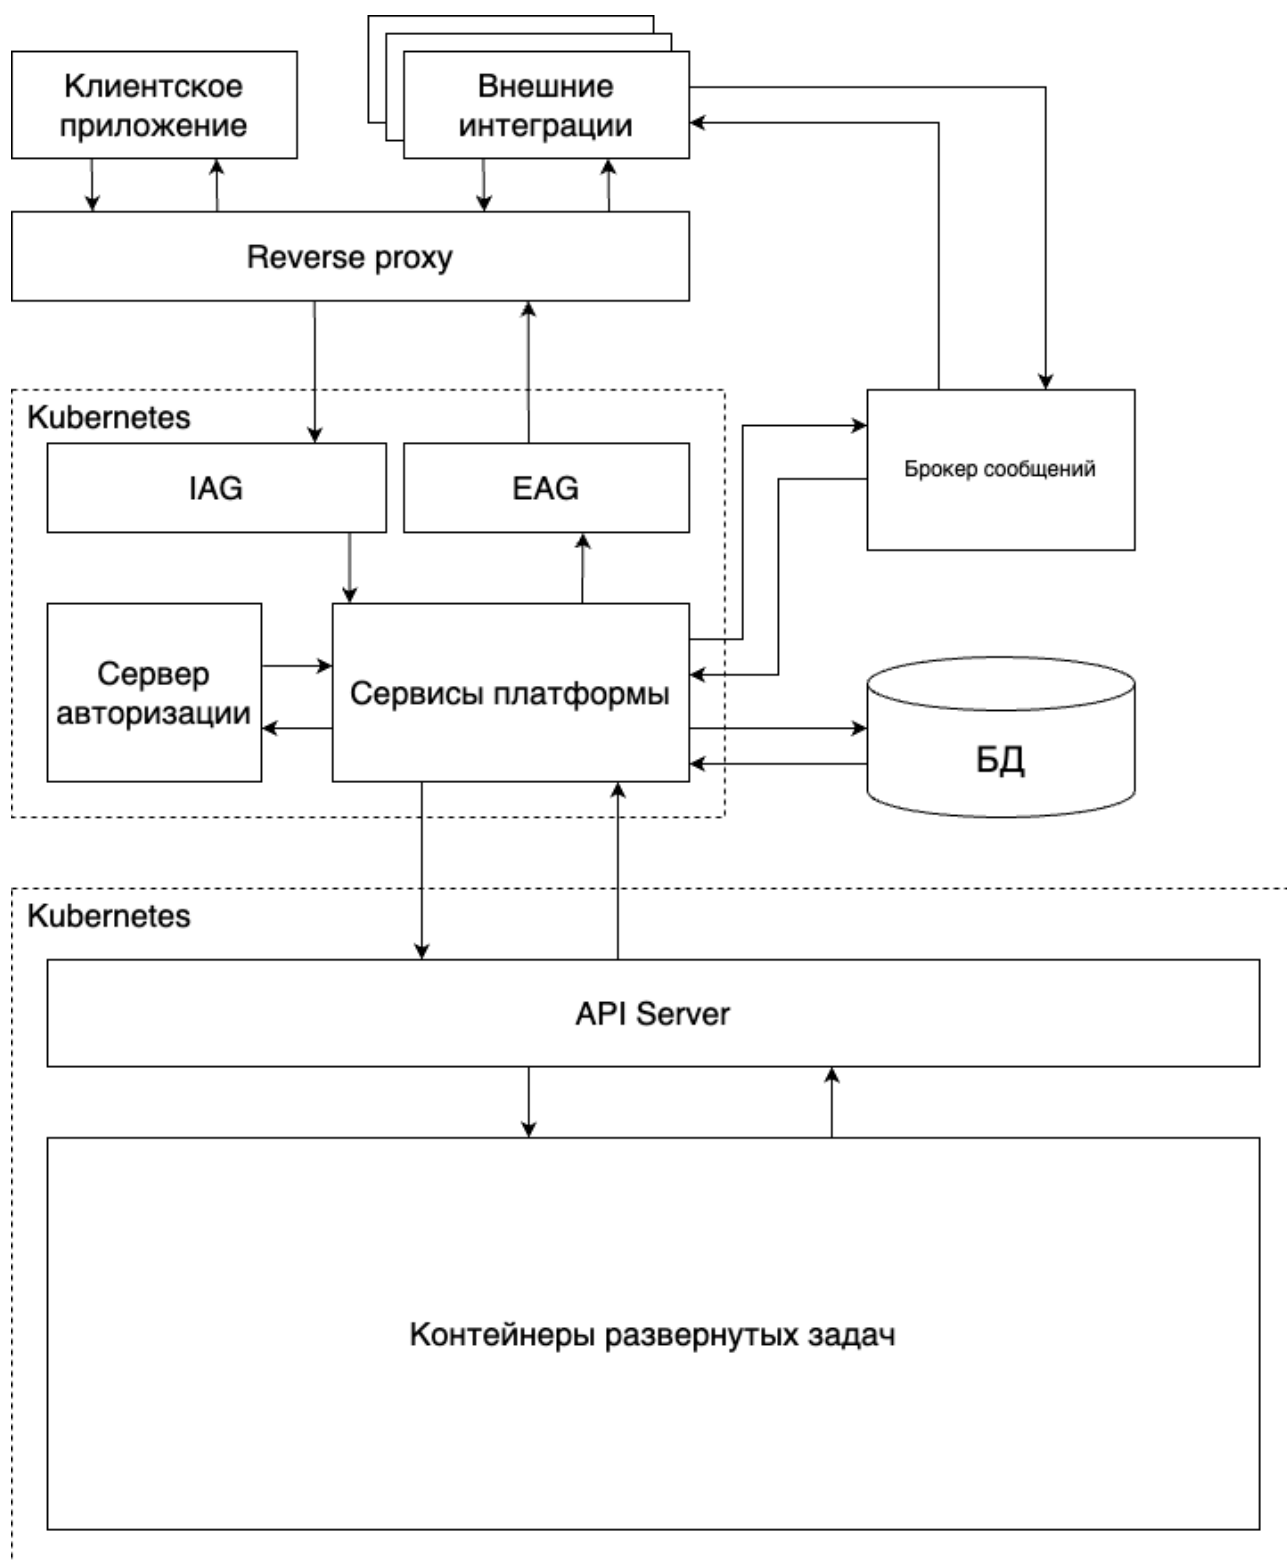 Клиентское
приложение
Внешние
интеграции
Reverse proxy
Kubernetes
IAG
EAG
Брокер сообщений
Сервер
авторизации
Сервисы платформы
БД
Kubernetes
API Server
Контейнеры развернутых задач